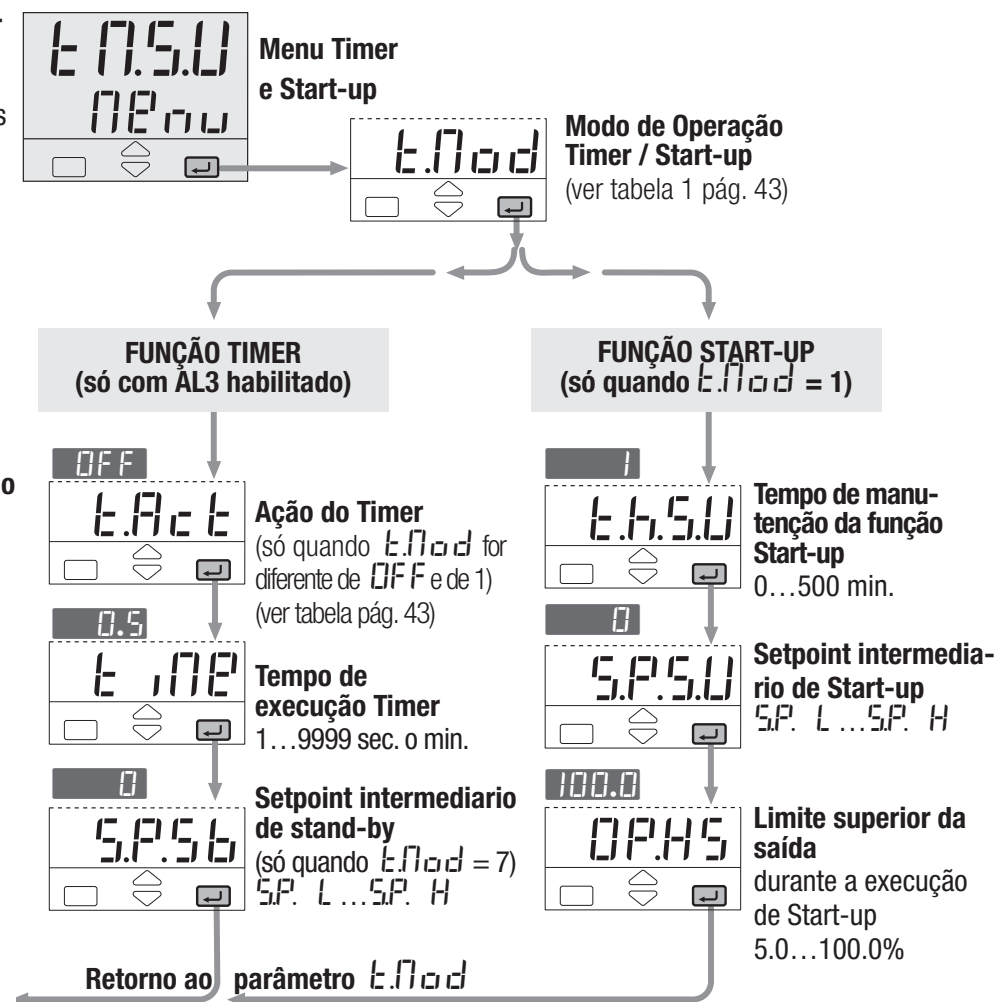 t.M.S.U
Menu
Menu Timer
e Start-up
t.Mod
Modo de Operação
Timer / Start-up
(ver tabela 1 pág. 43)
FUNÇÃO TIMER
(só com AL3 habilitado)
OFF
t.Act
Ação do Timer
(só quando t.Mod for
diferente de OFF e de 1)
(ver tabela pág. 43)
0.5
tiMe
Tempo de
execução Timer
1…9999 sec. o min.
0
S.P.Sb
Setpoint intermediario
de stand-by
(só quando t.Mod = 7)
S.P. L …S.P. H
FUNÇÃO START-UP
(só quando t.Mod = 1)
1
t.h.S.U
Tempo de manu-
tenção da função
Start-up
0…500 min.
0
S.P.S.U
Setpoint intermedia-
rio de Start-up
S.P. L …S.P. H
100.0
OP.HS
Limite superior da
saída
durante a execução
de Start-up
5.0…100.0%
Retorno ao parâmetro t.Mod
s
o